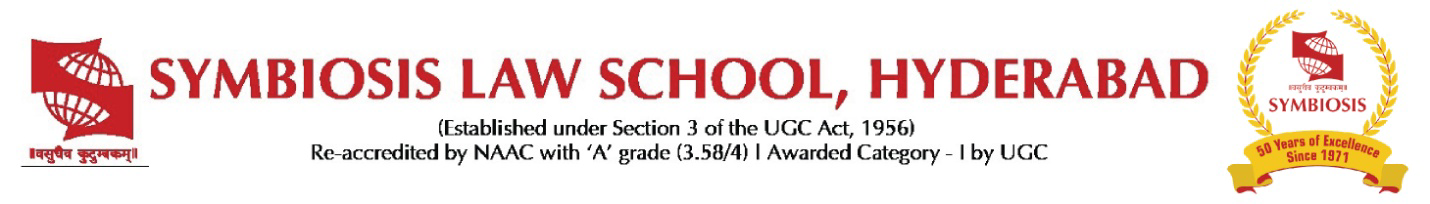 SYMBIOSIS LAW SCHOOL, HYDERABAD
(Established under Section 3 of the UGC Act, 1956)
Re-accredited by NAAC with ‘A’ grade (3.58/4) I Awarded Category - I by UGC
॥वसुधैव कुटुम्बकम्॥
॥वसुधैव कुटुम्बकम्॥
SYMBIOSIS
50 Years of Excellence
Since 1971